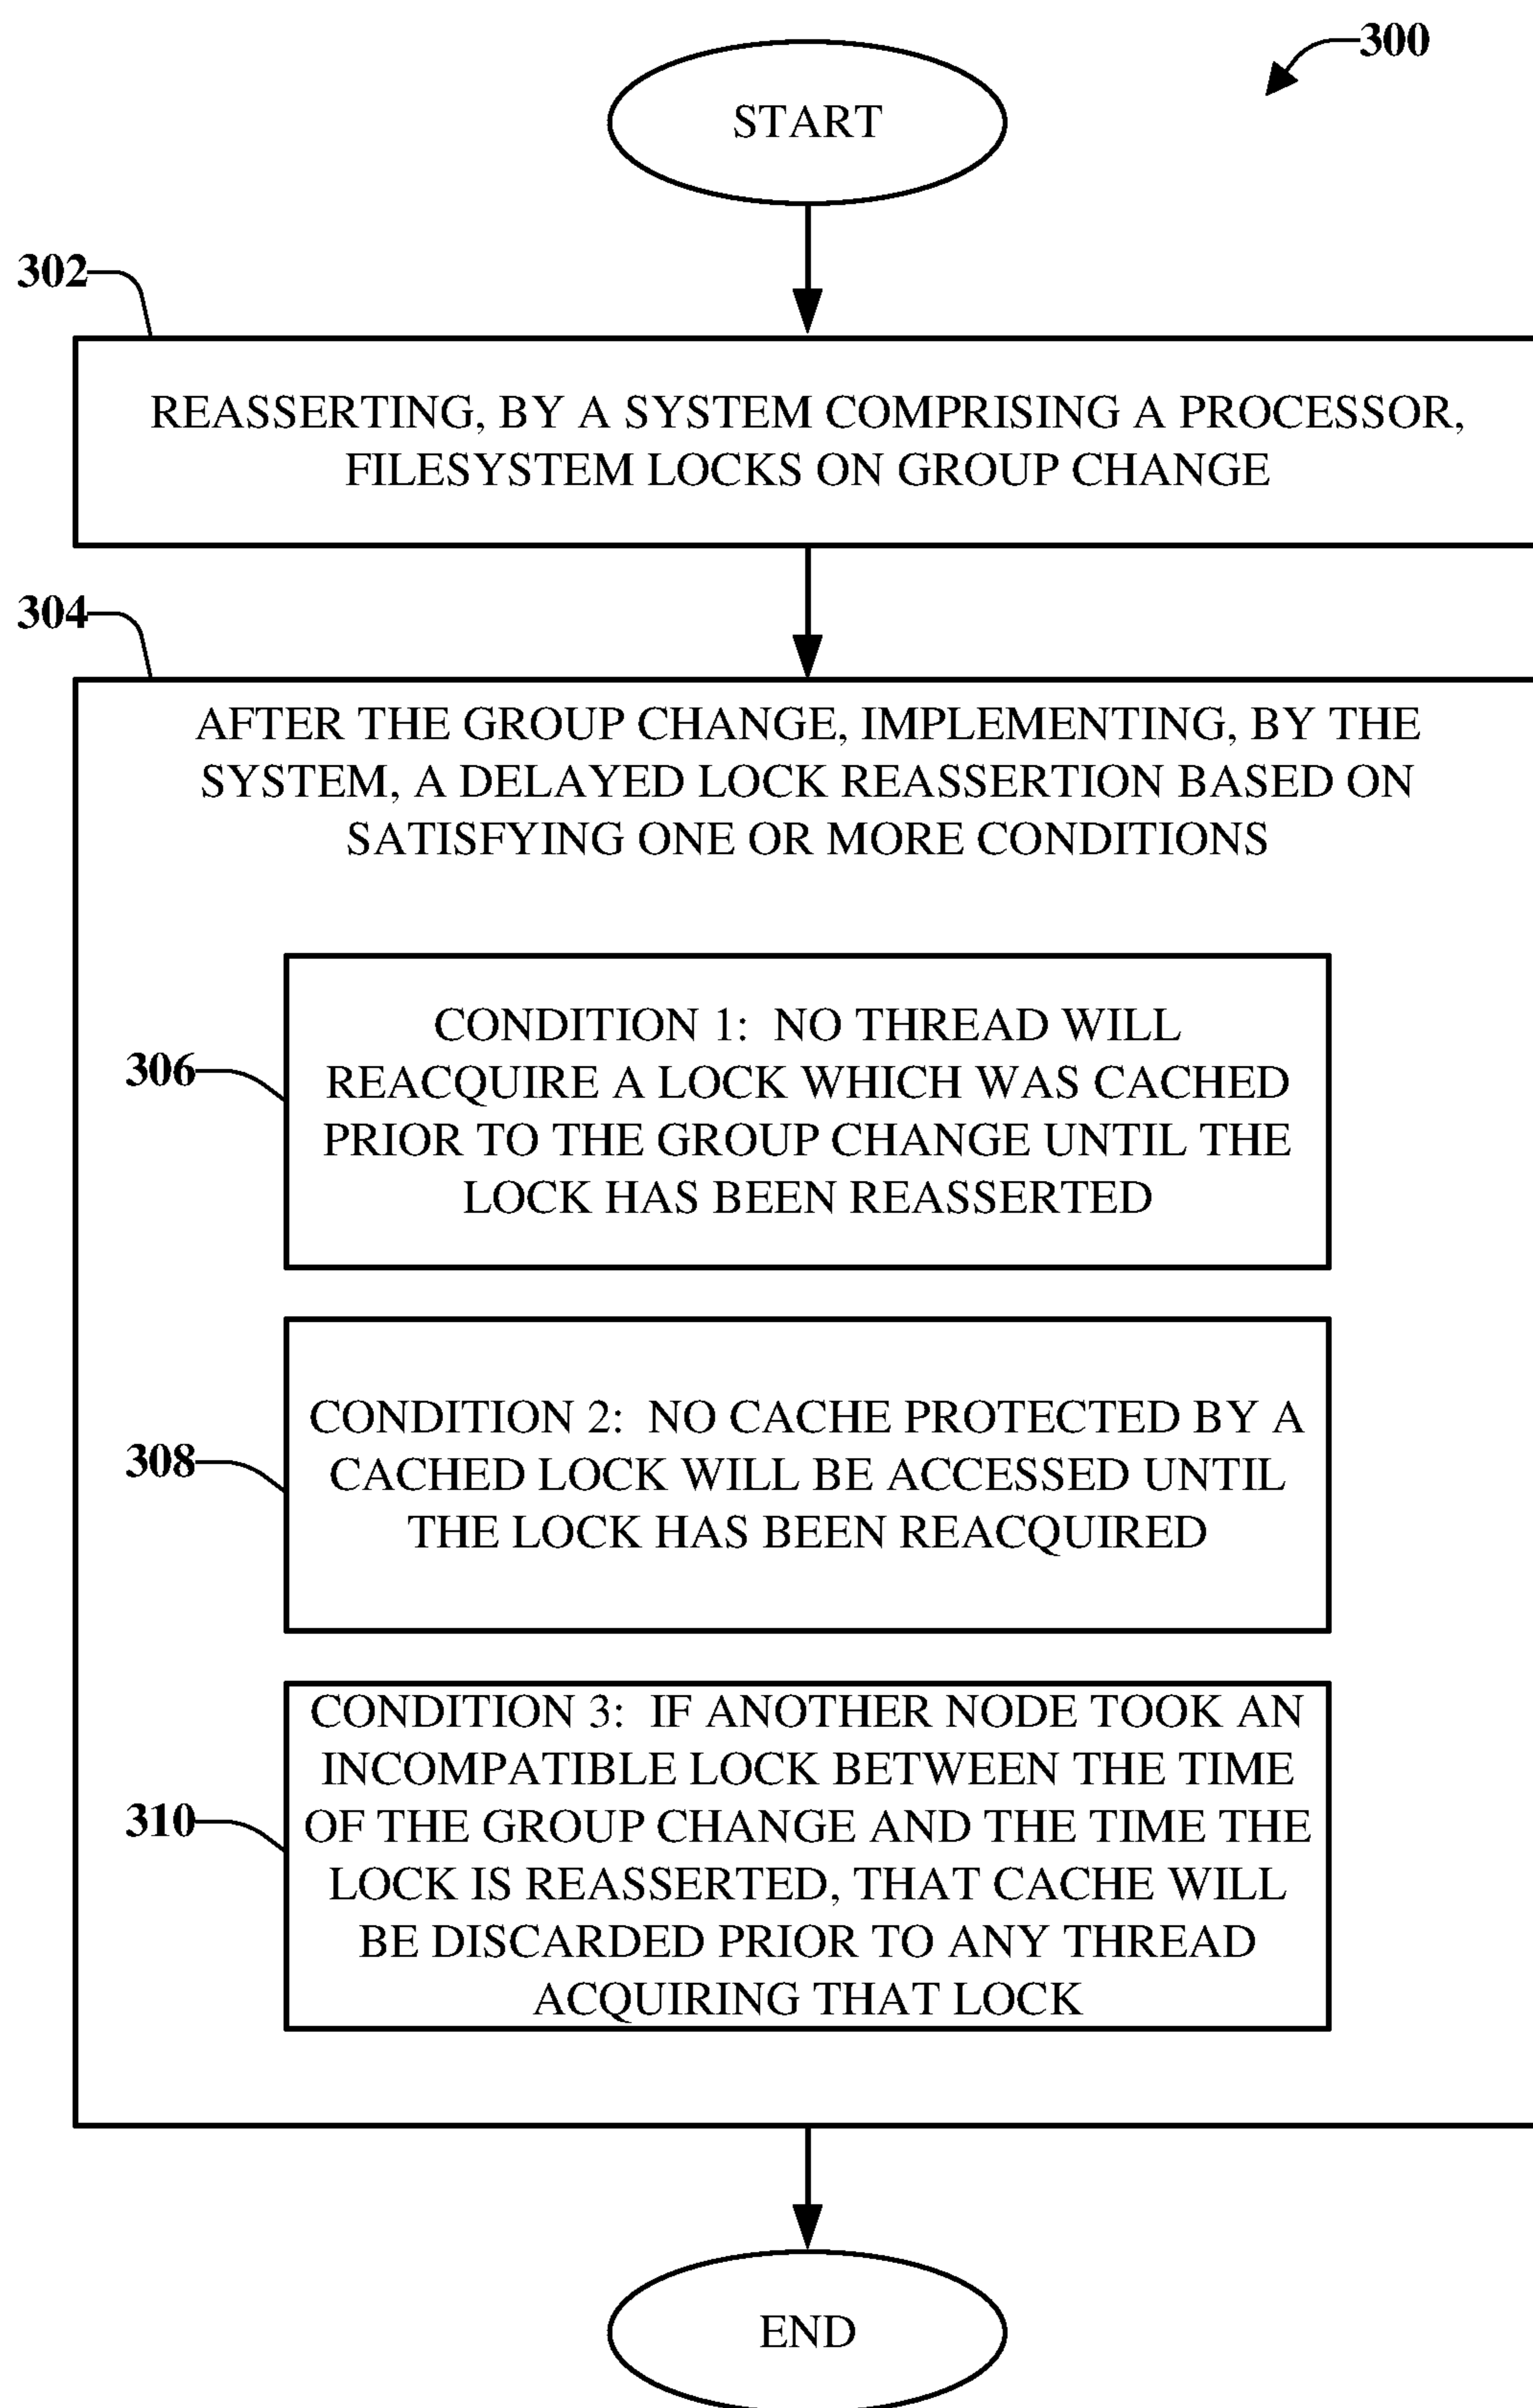 300
START
302
REASSERTING, BY A SYSTEM COMPRISING A PROCESSOR,
FILESYSTEM LOCKS ON GROUP CHANGE
304
AFTER THE GROUP CHANGE, IMPLEMENTING, BY THE
SYSTEM, A DELAYED LOCK REASSERTION BASED ON
SATISFYING ONE OR MORE CONDITIONS
306
CONDITION 1: NO THREAD WILL
REACQUIRE A LOCK WHICH WAS CACHED
PRIOR TO THE GROUP CHANGE UNTIL THE
LOCK HAS BEEN REASSERTED
308
CONDITION 2: NO CACHE PROTECTED BY A
CACHED LOCK WILL BE ACCESSED UNTIL
THE LOCK HAS BEEN REACQUIRED
310
CONDITION 3: IF ANOTHER NODE TOOK AN
INCOMPATIBLE LOCK BETWEEN THE TIME
OF THE GROUP CHANGE AND THE TIME THE
LOCK IS REASSERTED, THAT CACHE WILL
BE DISCARDED PRIOR TO ANY THREAD
ACQUIRING THAT LOCK
END